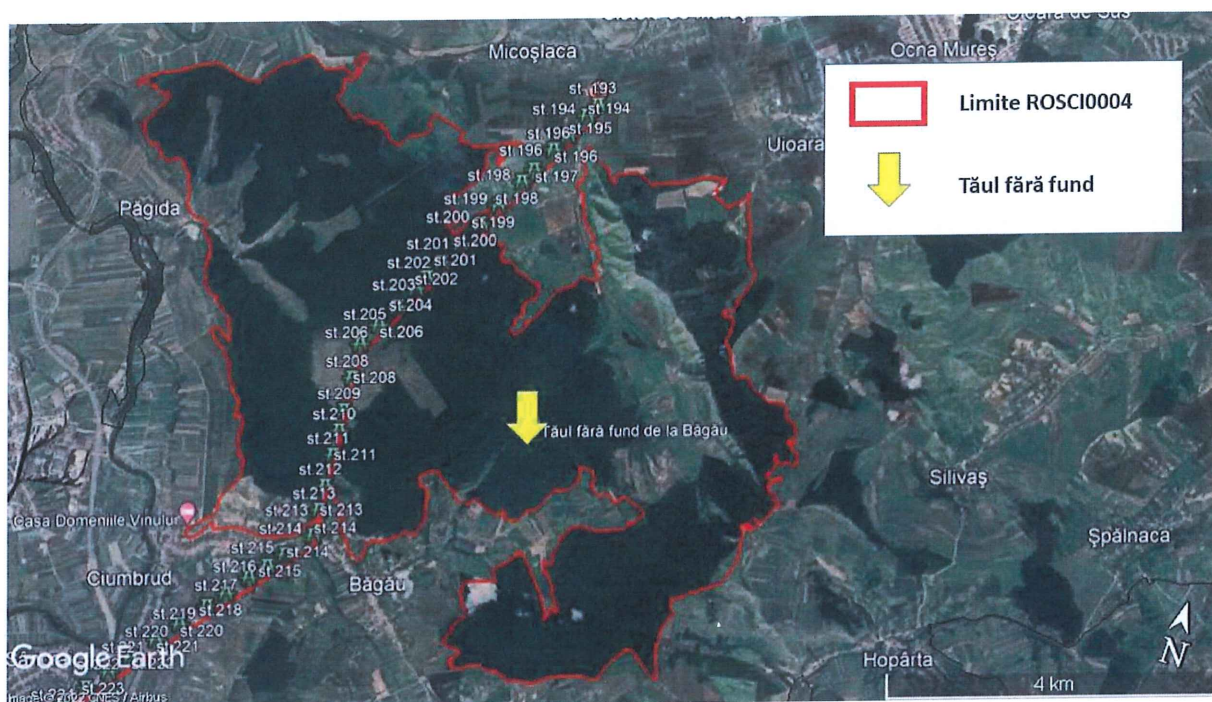 Micoșlaca
Ocna Mureș
Limite ROSCI0004
Tăul fără fund
st.193
st.194
st.194
st.195
st.196
st.196
st.196
st.197
st.198
st.198
st.199
st.199
st.200
st.200
st.201
st.201
st.202
st.202
st.203
st.204
st.205
st.206
st.206
st.208
st.208
st.209
st.210
st.211
st.211
st.212
st.213
st.213
st.213
st.214
st.214
st.214
st.215
st.215
st.216
st.217
st.218
st.219
st.220
st.220
st.221
st.223
Uioara
Păgida
Tăul fără fund de la Băgău
Silivaș
Casa Domeniile Vinului
Șpălnaca
Ciumbrud
Băgău
Hopârta
Google Earth
N
4 km